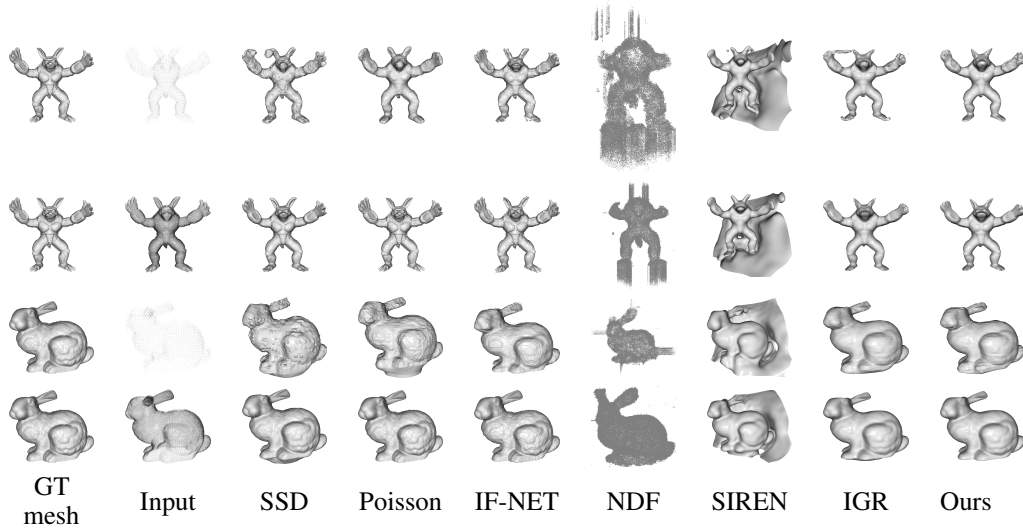 GT
mesh
Input
SSD
Poisson
IF-NET
NDF
SIREN
IGR
Ours